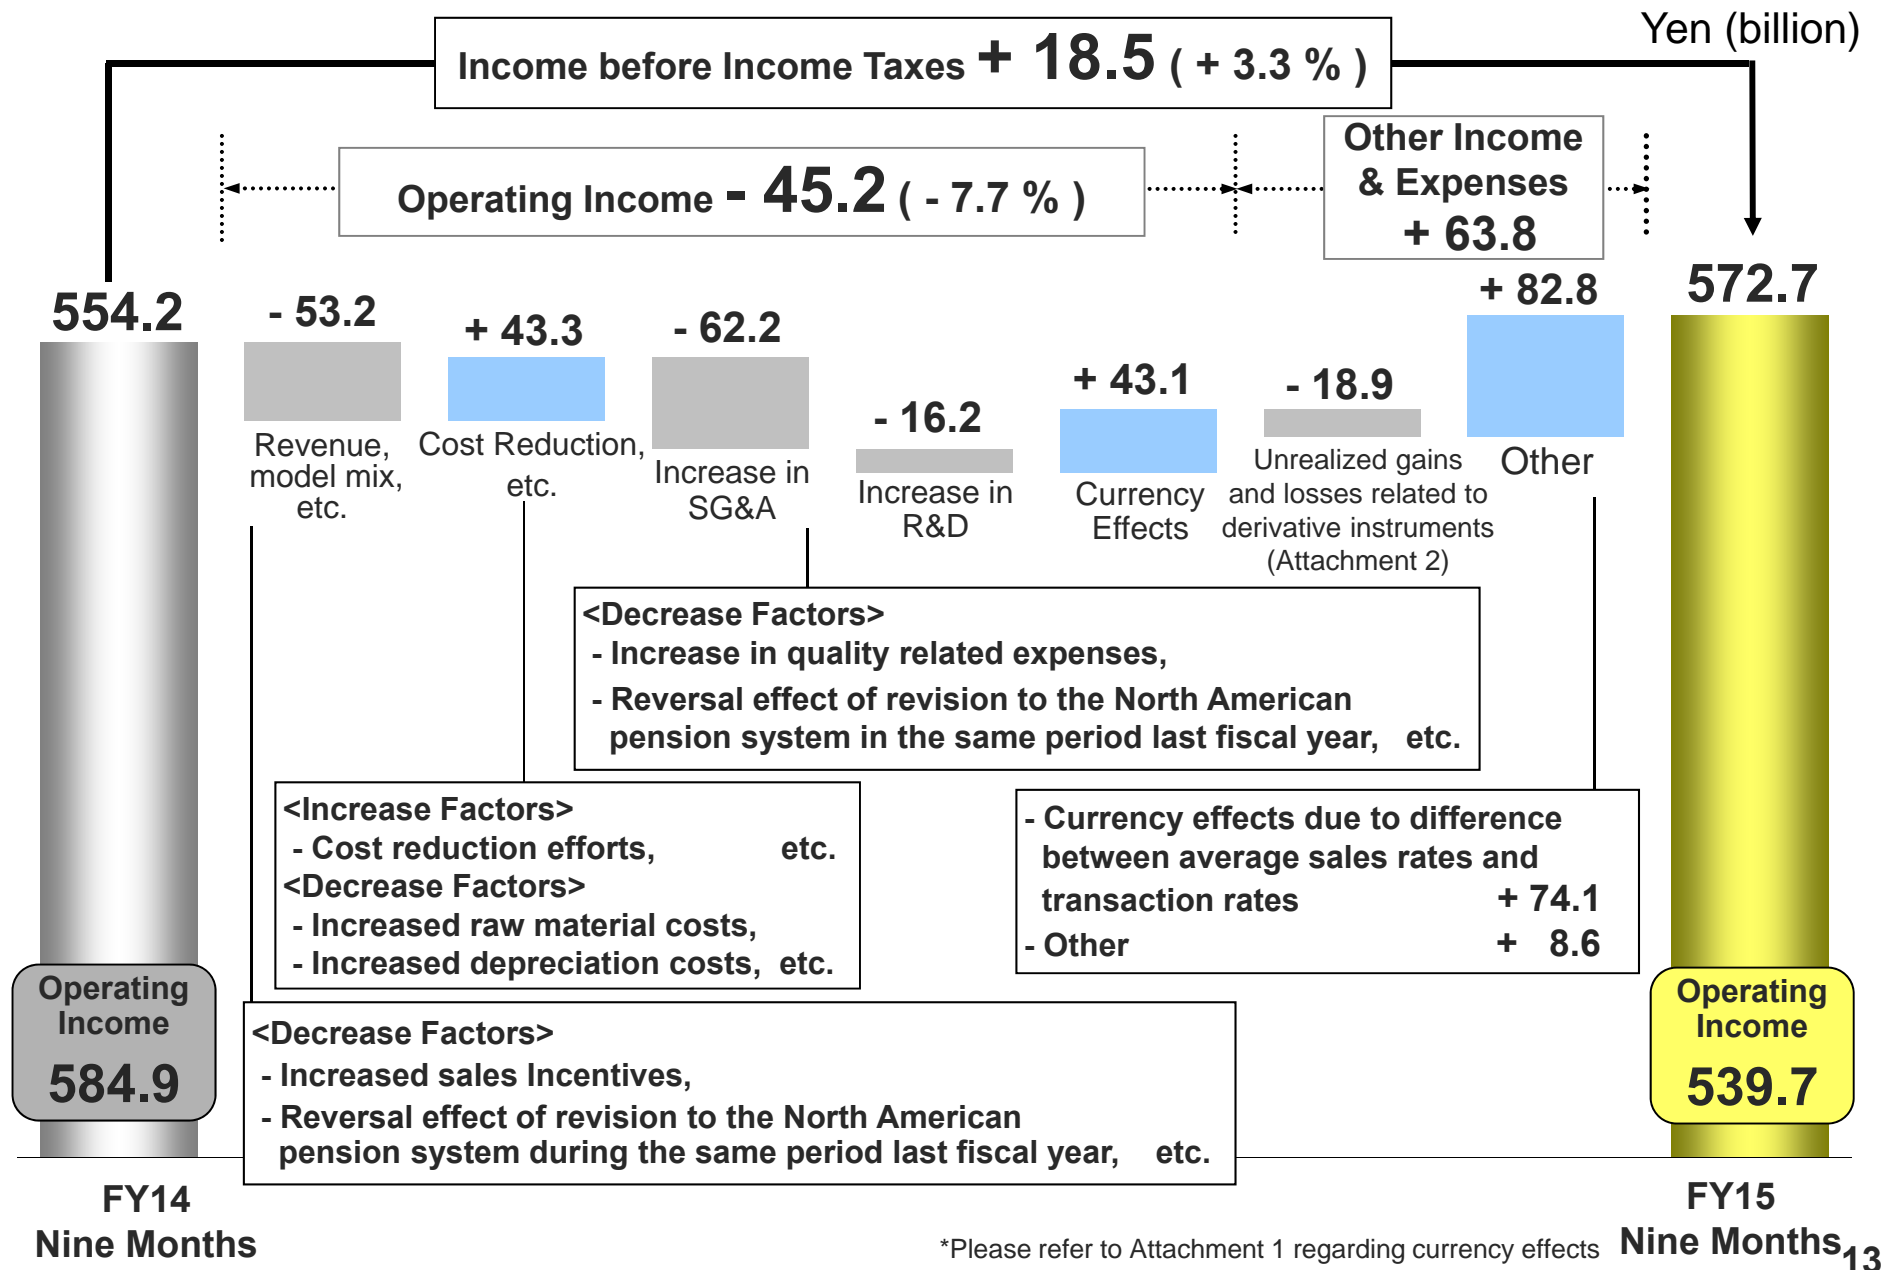 Yen (billion)
Income before Income Taxes + 18.5 ( + 3.3 % )
Operating Income - 45.2 ( - 7.7 % )
Other Income
& Expenses
+ 63.8
554.2
- 53.2
+ 43.3
- 62.2
- 16.2
+ 43.1
- 18.9
+ 82.8
572.7
Revenue,
model mix,
etc.
Cost Reduction,
etc.
Increase in
SG&A
Increase in
R&D
Currency
Effects
Unrealized gains
and losses related to
derivative instruments
(Attachment 2)
Other
<Decrease Factors>
- Increase in quality related expenses,
- Reversal effect of revision to the North American
pension system in the same period last fiscal year, etc.
<Increase Factors>
- Cost reduction efforts, etc.
<Decrease Factors>
- Increased raw material costs,
- Increased depreciation costs, etc.
- Currency effects due to difference
between average sales rates and
transaction rates + 74.1
- Other + 8.6
Operating
Income
584.9
<Decrease Factors>
- Increased sales Incentives,
- Reversal effect of revision to the North American
pension system during the same period last fiscal year, etc.
Operating
Income
539.7
FY14
Nine Months
FY15
Nine Months
*Please refer to Attachment 1 regarding currency effects
13